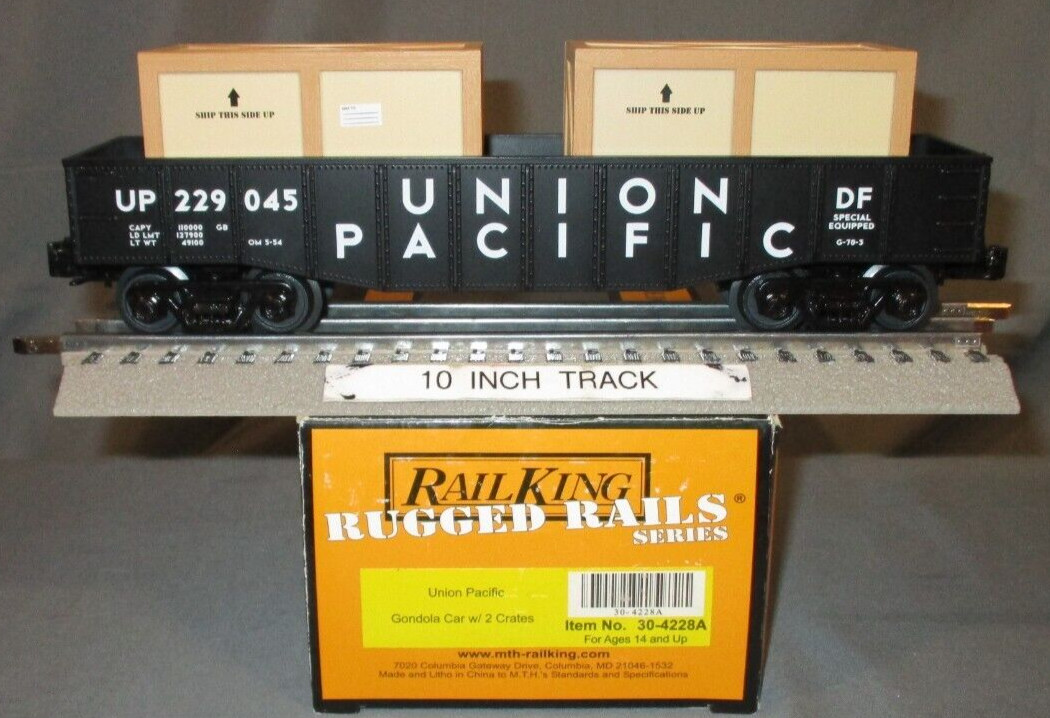 SHIP THIS SIDE UP
SHIP THIS SIDE UP
UP 229 045
CAPY 110000 GB
LD LMT 127900
LT WT 49100 OM 5-54
UNION
PACIFIC
DF
SPECIAL
EQUIPPED
G-70-3
10 INCH TRACK
RAILKING
RUGGED RAILS ®
SERIES
Union Pacific
Gondola Car w/ 2 Crates
30-4228A
Item No. 30-4228A
For Ages 14 and Up
www.mth-railking.com
7020 Columbia Gateway Drive, Columbia, MD 21046-1532
Made and Litho in China to M.T.H.'s Standards and Specifications